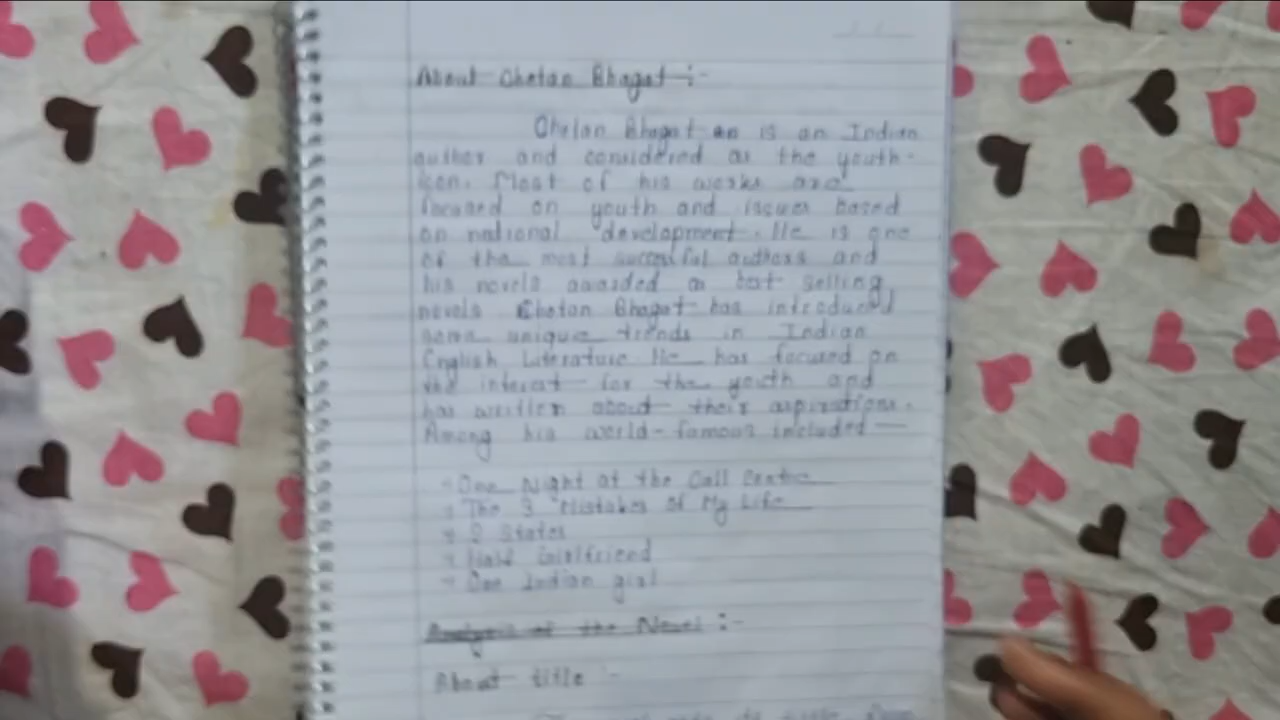 About Chetan Bhagat :-
Chetan Bhagat an is an Indian
author and considered as the youth-
icon. Most of his works are
focused on youth and issues based
on national development. He is one
of the most succesful authors and
his novels awarded as best selling
novels Chetan Bhagat has introduced
some unique trends in Indian
English Literature He has focused on
the interest for the youth and
has written about their aspirations.
Among his world-famous included —
One Night at the Call Centre
The 3 Mistakes of My Life
2 States
Half Girlfriend
One Indian girl
Analysis of the Novel :-
About title :-